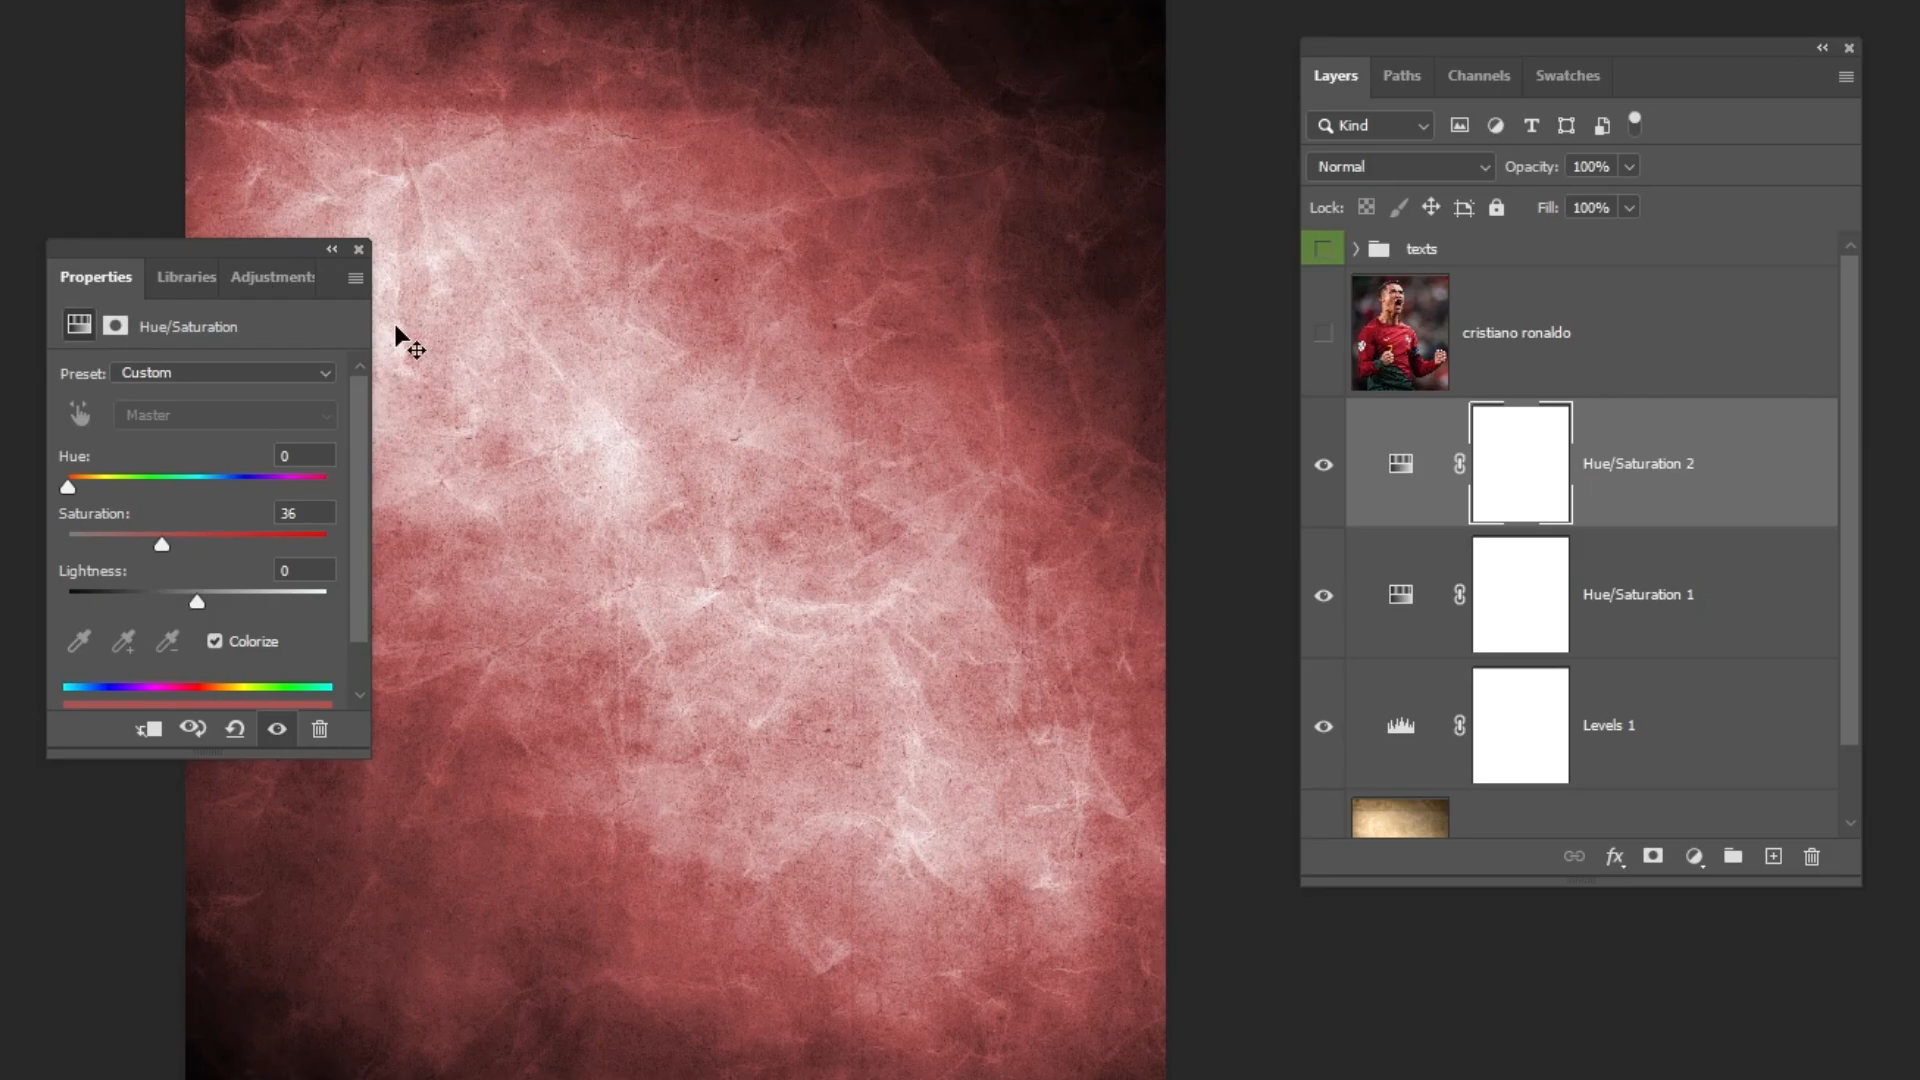 Layers Paths Channels Swatches
Kind
Normal Opacity: 100%
Lock: Fill: 100%
texts
cristiano ronaldo
Hue/Saturation 2
Hue/Saturation 1
Levels 1
Properties Libraries Adjustments
Hue/Saturation
Preset: Custom
Master
Hue: 0
Saturation: 36
Lightness: 0
Colorize
fx